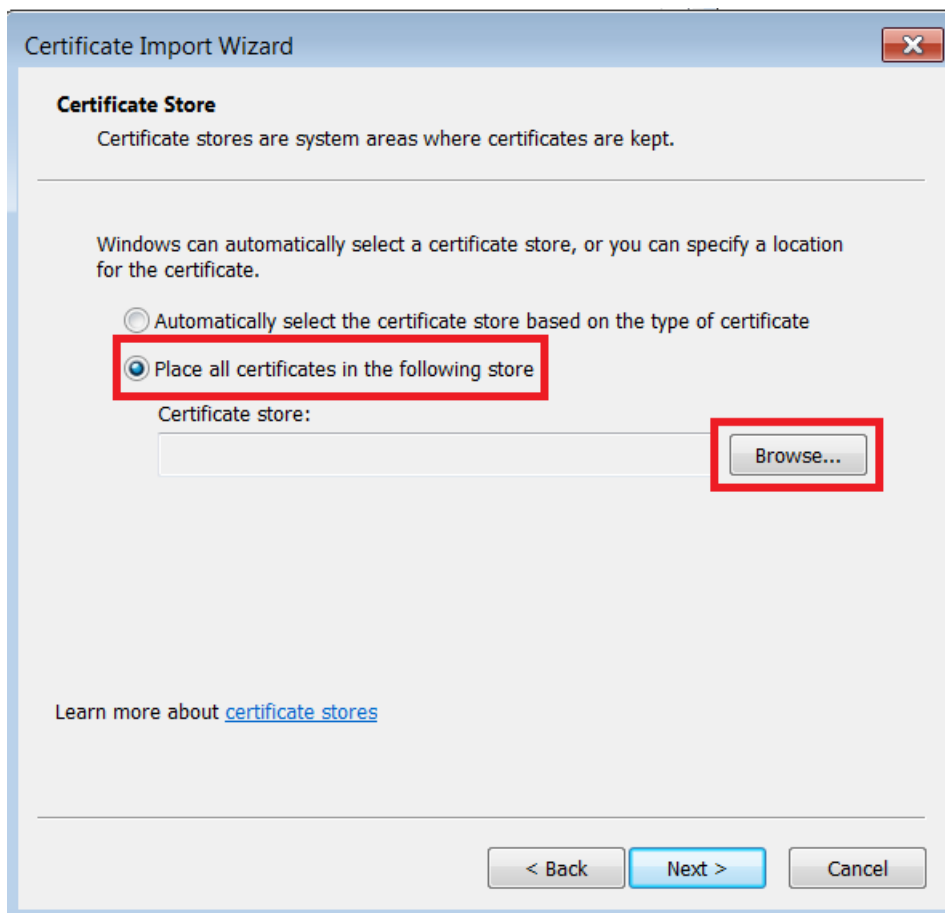 Certificate Import Wizard
Certificate Store
Certificate stores are system areas where certificates are kept.
Windows can automatically select a certificate store, or you can specify a location
for the certificate.
Automatically select the certificate store based on the type of certificate
Place all certificates in the following store
Certificate store:
Browse...
Learn more about certificate stores
< Back
Next >
Cancel